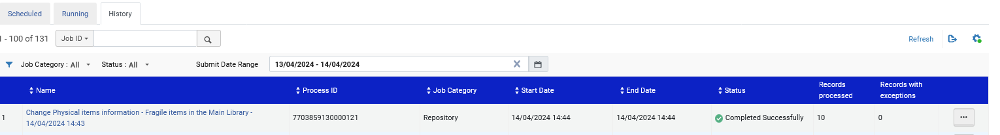 Scheduled Running History
1 - 100 of 131 Job ID Refresh
Job Category : All Status : All Submit Date Range 13/04/2024 - 14/04/2024
Name Process ID Job Category Start Date End Date Status Records processed Records with exceptions
1 Change Physical items information - Fragile items in the Main Library - 14/04/2024 14:43 7703859130000121 Repository 14/04/2024 14:44 14/04/2024 14:44 Completed Successfully 10 0